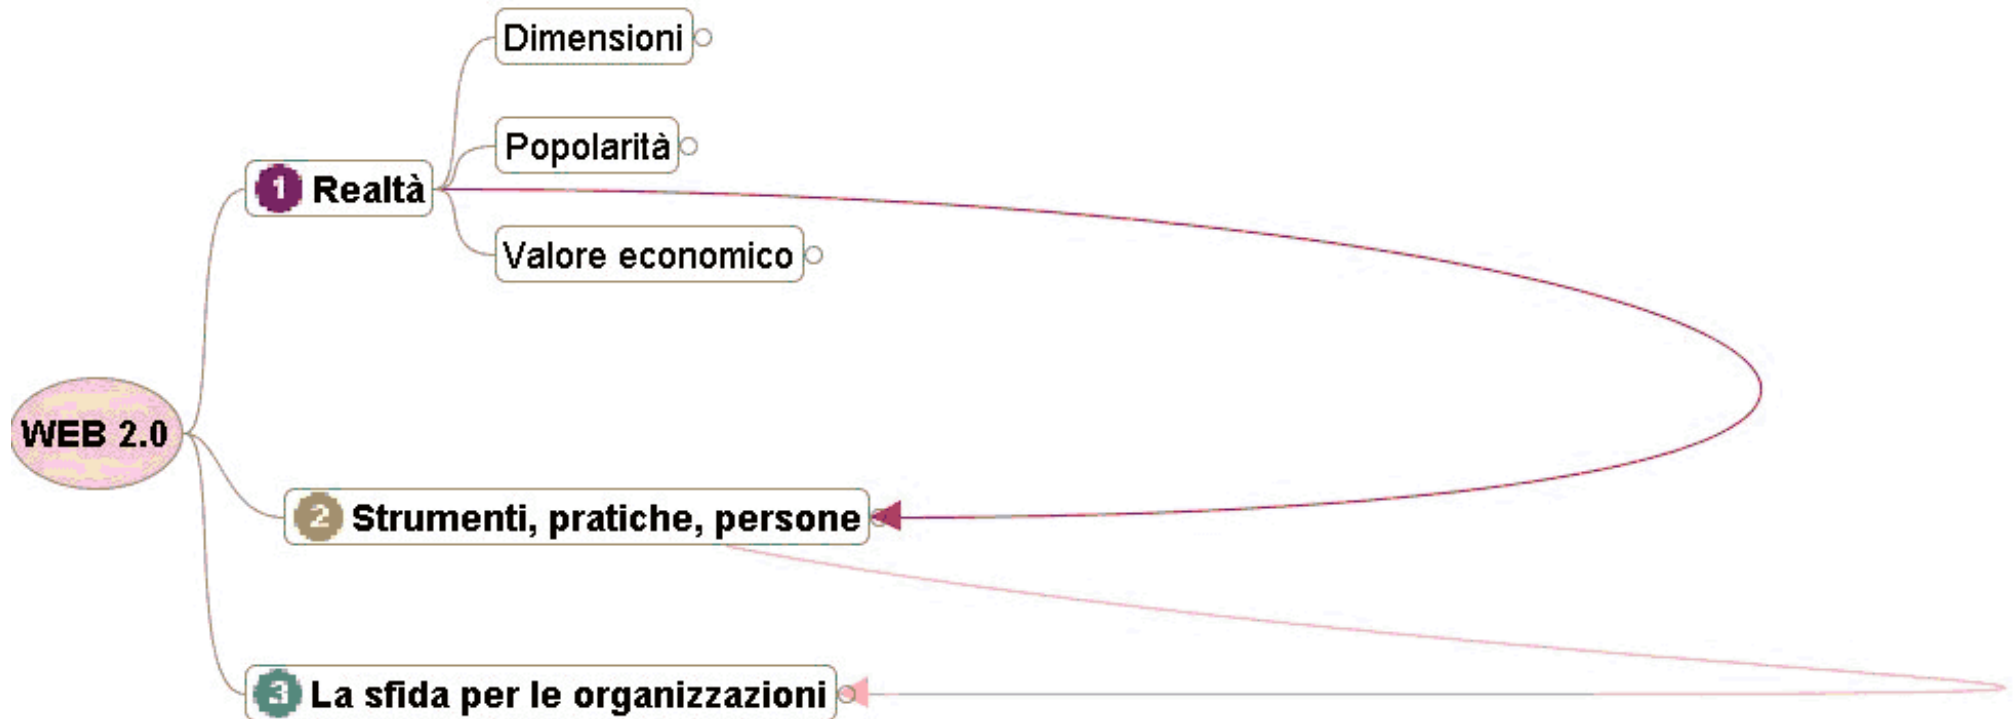 Dimensioni
Popolarità
1 Realtà
Valore economico
WEB 2.0
2 Strumenti, pratiche, persone
3 La sfida per le organizzazioni